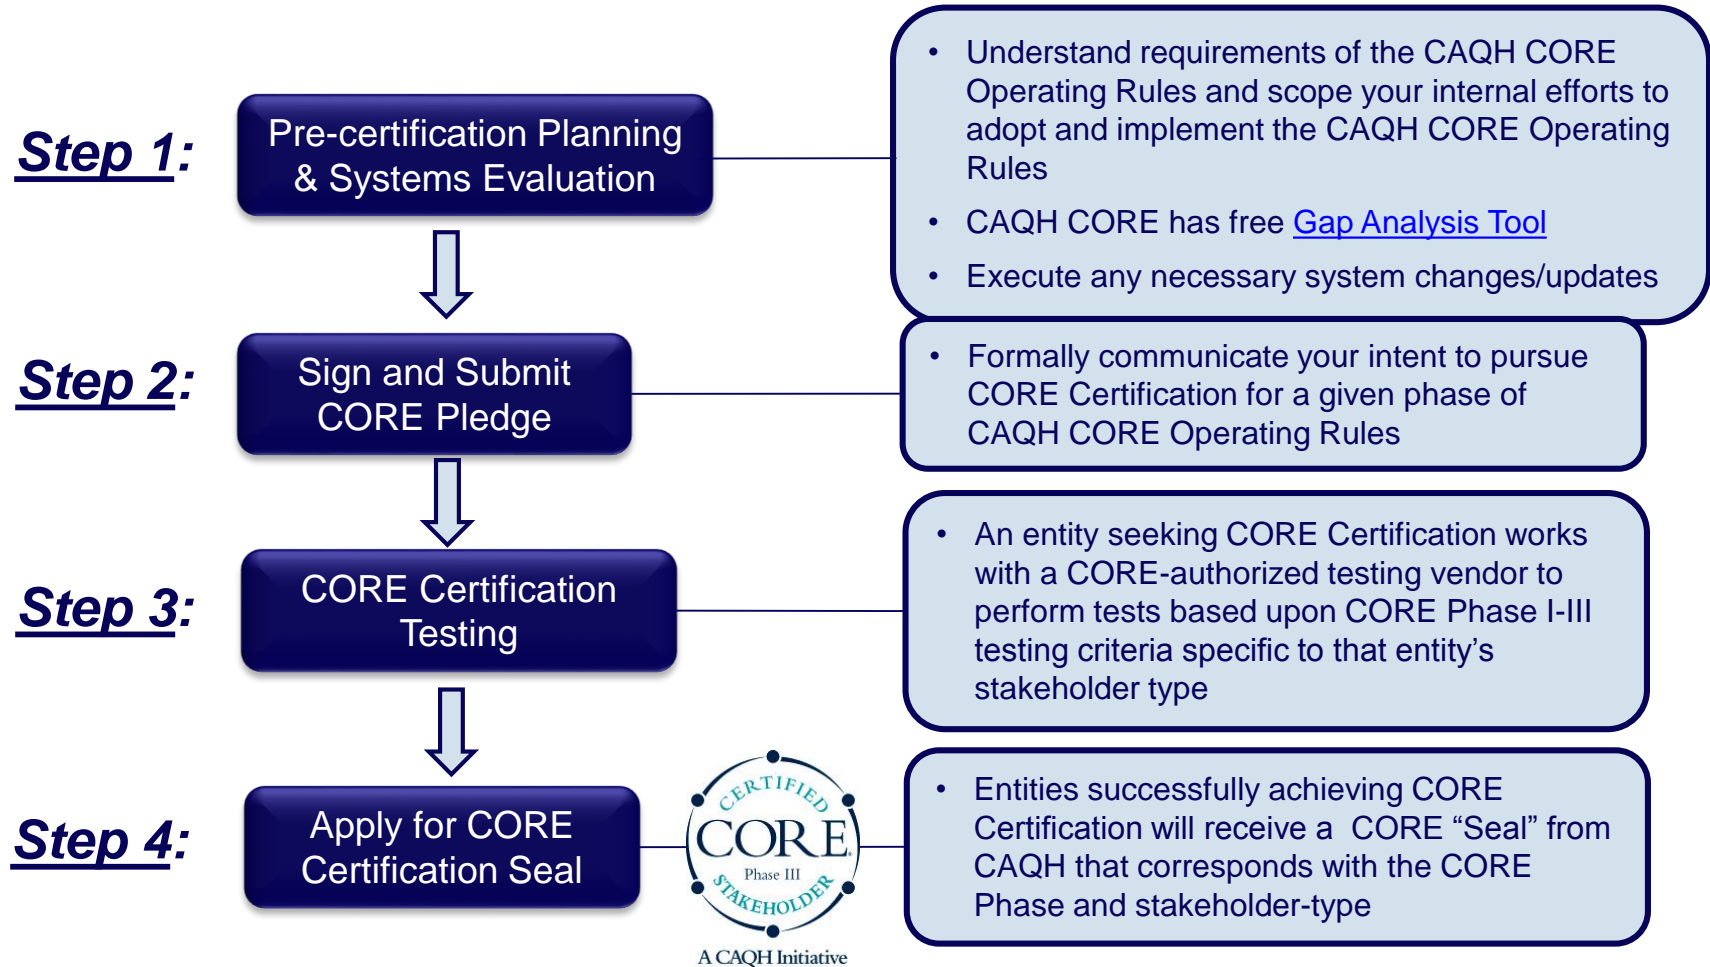 Step 1:
Pre-certification Planning
& Systems Evaluation
• Understand requirements of the CAQH CORE
Operating Rules and scope your internal efforts to
adopt and implement the CAQH CORE Operating
Rules
• CAQH CORE has free Gap Analysis Tool
• Execute any necessary system changes/updates
Step 2:
Sign and Submit
CORE Pledge
• Formally communicate your intent to pursue
CORE Certification for a given phase of
CAQH CORE Operating Rules
Step 3:
CORE Certification
Testing
• An entity seeking CORE Certification works
with a CORE-authorized testing vendor to
perform tests based upon CORE Phase I-III
testing criteria specific to that entity’s
stakeholder type
Step 4:
Apply for CORE
Certification Seal
CERTIFIED
CORE®
Phase III
STAKEHOLDER
A CAQH Initiative
• Entities successfully achieving CORE
Certification will receive a  CORE “Seal” from
CAQH that corresponds with the CORE
Phase and stakeholder-type